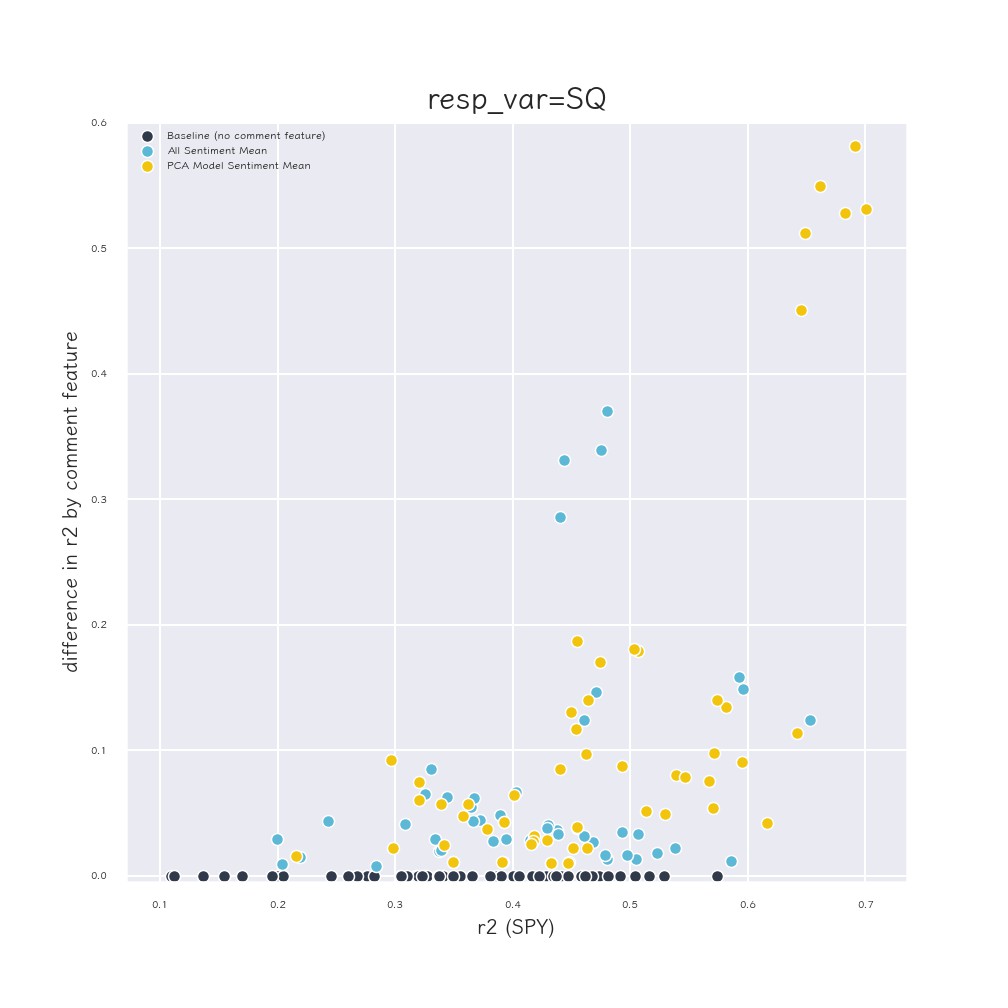 resp_var=SQ
Baseline (no comment feature)
All Sentiment Mean
PCA Model Sentiment Mean
difference in r2 by comment feature
0.6
0.5
0.4
0.3
0.2
0.1
0.0
0.1 0.2 0.3 0.4 0.5 0.6 0.7
r2 (SPY)